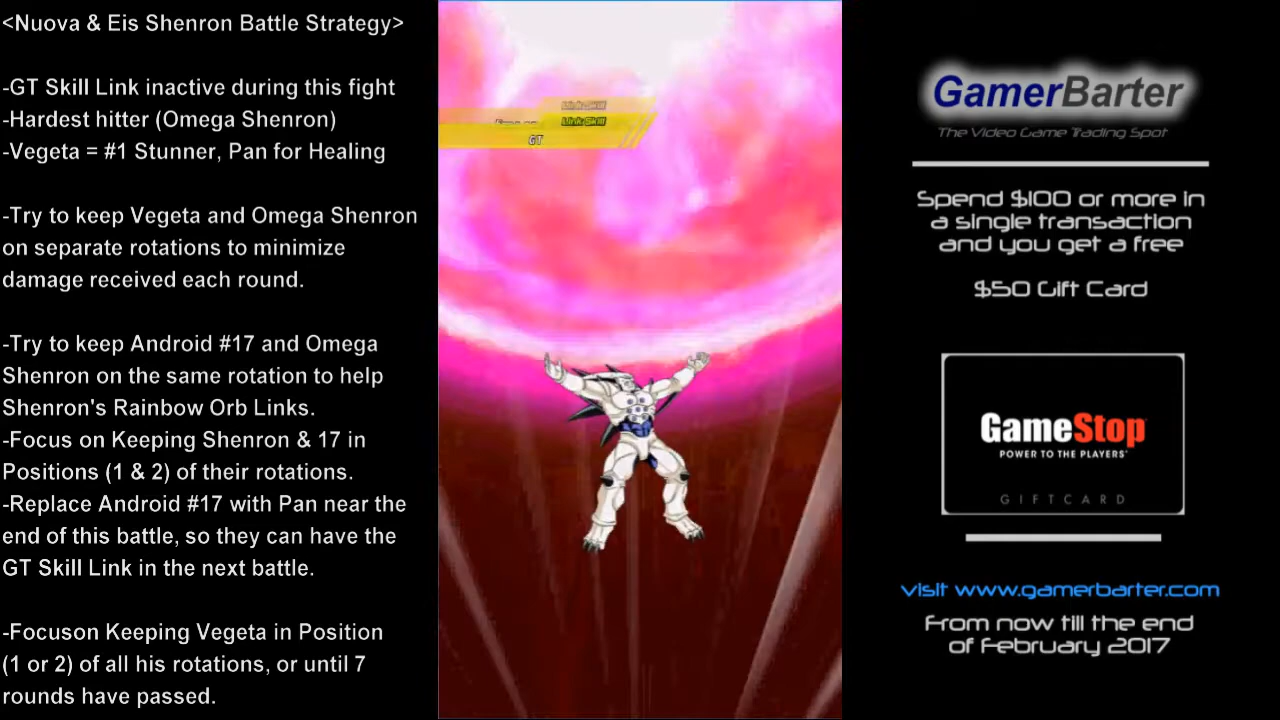 <Nuova & Eis Shenron Battle Strategy>
-GT Skill Link inactive during this fight
-Hardest hitter (Omega Shenron)
-Vegeta = #1 Stunner, Pan for Healing
-Try to keep Vegeta and Omega Shenron
on separate rotations to minimize
damage received each round.
-Try to keep Android #17 and Omega
Shenron on the same rotation to help
Shenron's Rainbow Orb Links.
-Focus on Keeping Shenron & 17 in
Positions (1 & 2) of their rotations.
-Replace Android #17 with Pan near the
end of this battle, so they can have the
GT Skill Link in the next battle.
-Focuson Keeping Vegeta in Position
(1 or 2) of all his rotations, or until 7
rounds have passed.
Link Skill
Link Skill
GT
GamerBarter
The Video Game Trading Spot
Spend $100 or more in
a single transaction
and you get a free
$50 Gift Card
GameStop
POWER TO THE PLAYERS
GIFTCARD
visit www.gamerbarter.com
From now till the end
of February 2017